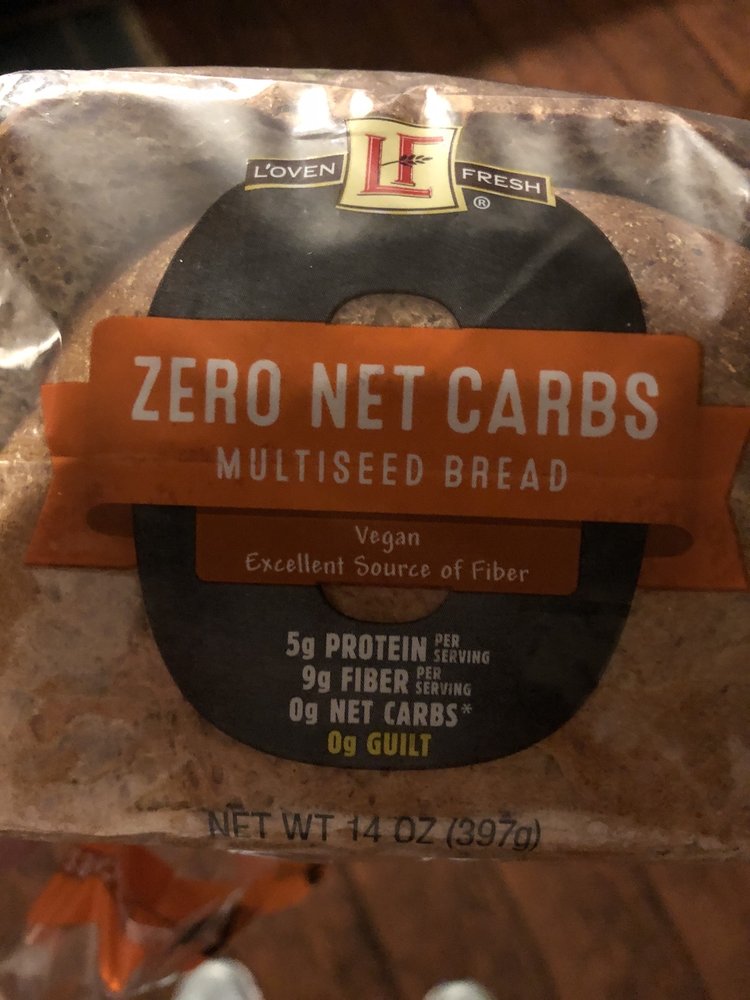 L'OVEN LF FRESH
®
ZERO NET CARBS
MULTISEED BREAD
Vegan
Excellent Source of Fiber
5g PROTEIN PER SERVING
9g FIBER PER SERVING
0g NET CARBS*
0g GUILT
NET WT 14 OZ (397g)